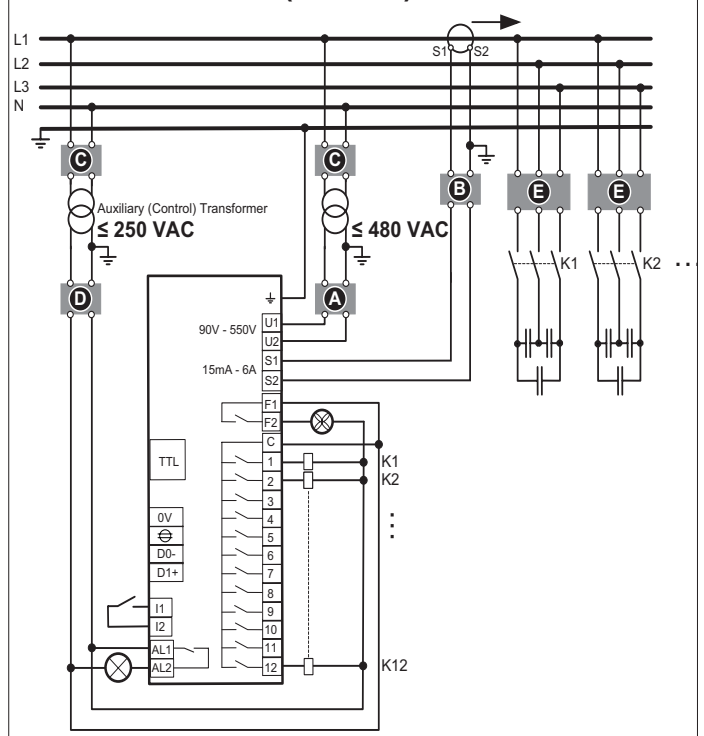 L1
S1
S2
L2
L3
N
C
C
B
E
E
Auxiliary (Control) Transformer
≤ 250 VAC
≤ 480 VAC
K1
K2
...
D
A
90V - 550V
U1
U2
15mA - 6A
S1
S2
F1
F2
C
TTL
1
K1
2
K2
3
0V
4
5
D0-
6
D1+
7
8
I1
9
I2
10
AL1
11
AL2
12
K12